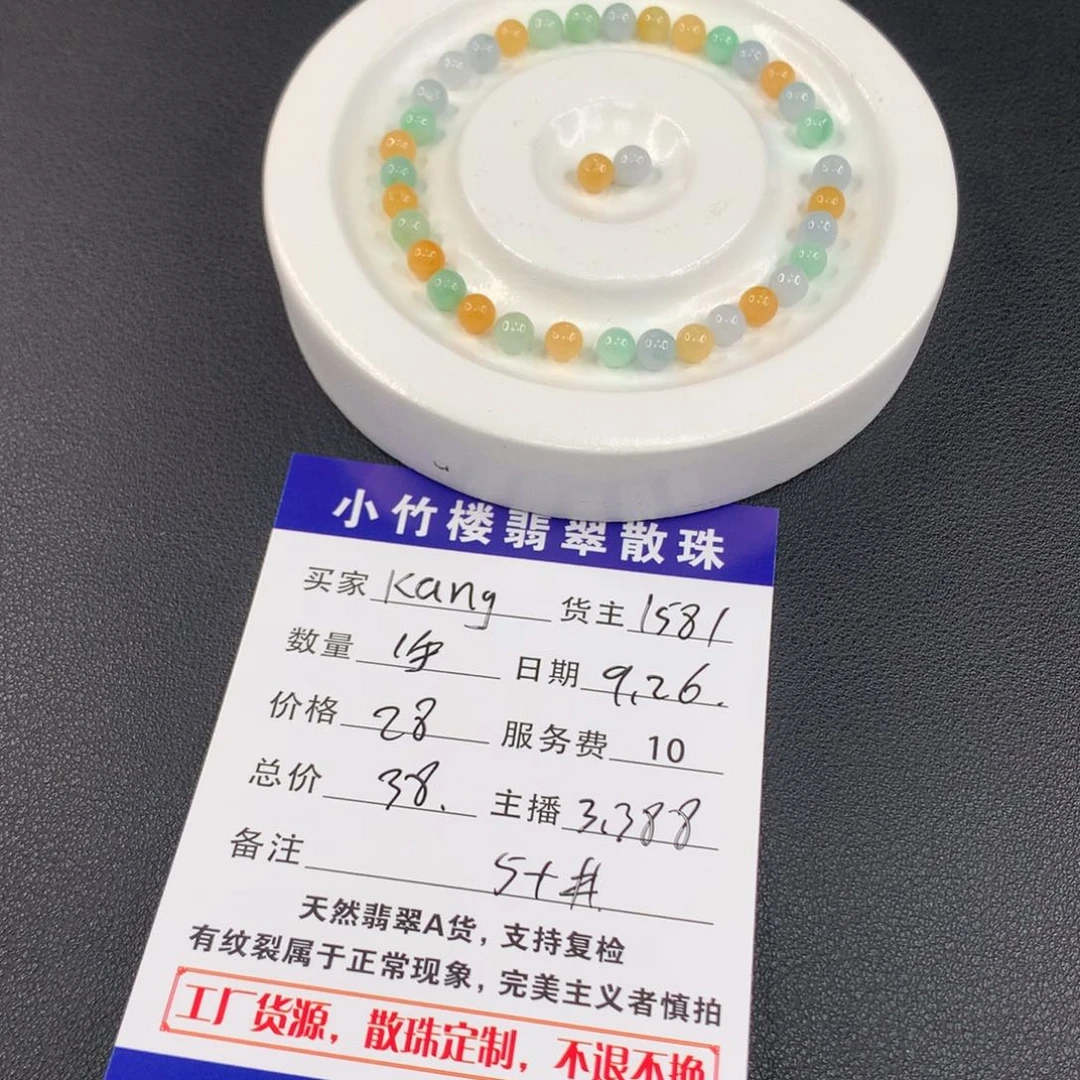 小竹楼翡翠散珠
买家 Kang 货主 1581
数量 1串 日期 9.26.
价格 28 服务费 10
总价 38. 主播 3.388
备注 5+#
天然翡翠A货，支持复检
有纹裂属于正常现象，完美主义者慎拍
工厂货源，散珠定制，不退不换